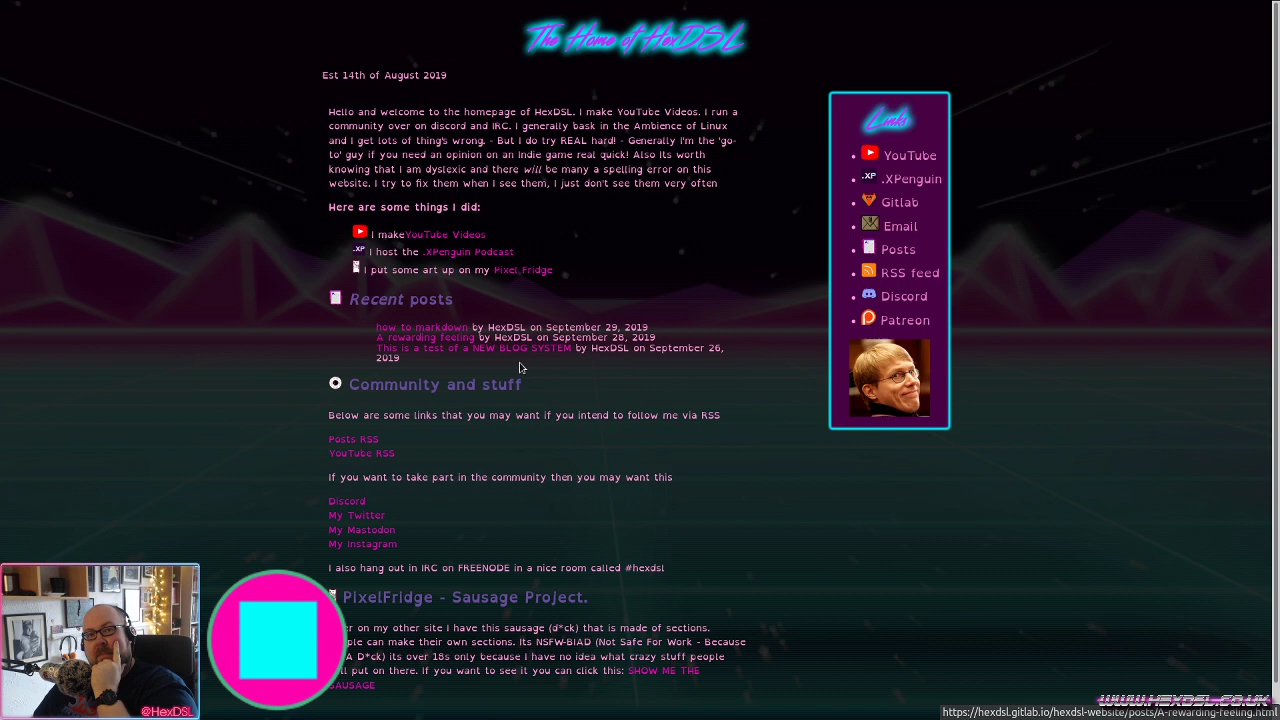 The Home of HexDSL
Est 14th of August 2019
Hello and welcome to the homepage of HexDSL. I make YouTube Videos. I run a
community over on discord and IRC. I generally bask in the Ambience of Linux
and I get lots of thing's wrong. - But I do try REAL hard! - Generally I'm the 'go-
to' guy if you need an opinion on an Indie game real quick! Also Its worth
knowing that I am dyslexic and there will be many a spelling error on this
website. I try to fix them when I see them, I just don't see them very often
Here are some things I did:
I makeYouTube Videos
.XP I host the .XPenguin Podcast
I put some art up on my Pixel Fridge
Recent posts
how to markdown by HexDSL on September 29, 2019
A rewarding feeling by HexDSL on September 28, 2019
This is a test of a NEW BLOG SYSTEM by HexDSL on September 26,
2019
Community and stuff
Below are some links that you may want if you intend to follow me via RSS
Posts RSS
YouTube RSS
If you want to take part in the community then you may want this
Discord
My Twitter
My Mastodon
My Instagram
I also hang out in IRC on FREENODE in a nice room called #hexdsl
PixelFridge - Sausage Project.
on my other site I have this sausage (d*ck) that is made of sections.
can make their own sections. Its NSFW-BIAD (Not Safe For Work - Because
A D*ck) its over 18s only because I have no idea what crazy stuff people
put on there. If you want to see it you can click this: SHOW ME THE
SAUSAGE
Links
YouTube
.XP .XPenguin
Gitlab
Email
Posts
RSS feed
Discord
Patreon
@HexDSL
WWW.HEXDSL.CO.UK
https://hexdsl.gitlab.io/hexdsl-website/posts/A-rewarding-feeling.html